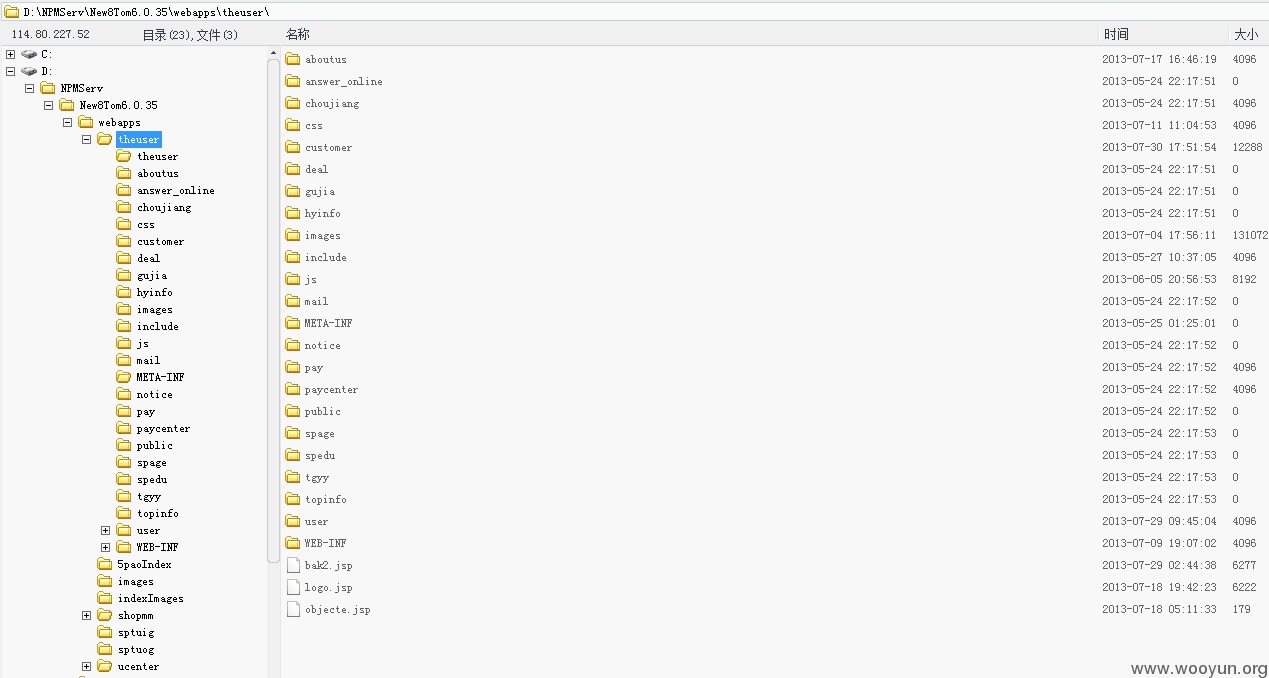 D:\NPMServ\New8Tom6.0.35\webapps\theuser\
114.80.227.52 目录(23),文件(3) 名称 时间 大小
C:
D:
NPMServ
New8Tom6.0.35
webapps
theuser
theuser
aboutus
answer_online
choujiang
css
customer
deal
gujia
hyinfo
images
include
js
mail
META-INF
notice
pay
paycenter
public
spage
spedu
tgyy
topinfo
user
WEB-INF
5paoIndex
images
indexImages
shopmm
sptuig
sptuog
ucenter
aboutus 2013-07-17 16:46:19 4096
answer_online 2013-05-24 22:17:51 0
choujiang 2013-05-24 22:17:51 4096
css 2013-07-11 11:04:53 4096
customer 2013-07-30 17:51:54 12288
deal 2013-05-24 22:17:51 0
gujia 2013-05-24 22:17:51 0
hyinfo 2013-05-24 22:17:51 0
images 2013-07-04 17:56:11 131072
include 2013-05-27 10:37:05 4096
js 2013-06-05 20:56:53 8192
mail 2013-05-24 22:17:52 0
META-INF 2013-05-25 01:25:01 0
notice 2013-05-24 22:17:52 0
pay 2013-05-24 22:17:52 4096
paycenter 2013-05-24 22:17:52 4096
public 2013-05-24 22:17:52 0
spage 2013-05-24 22:17:53 0
spedu 2013-05-24 22:17:53 0
tgyy 2013-05-24 22:17:53 0
topinfo 2013-05-24 22:17:53 0
user 2013-07-29 09:45:04 4096
WEB-INF 2013-07-09 19:07:02 4096
bak2.jsp 2013-07-29 02:44:38 6277
logo.jsp 2013-07-18 19:42:23 6222
objecte.jsp 2013-07-18 05:11:33 179
www.wooyun.org